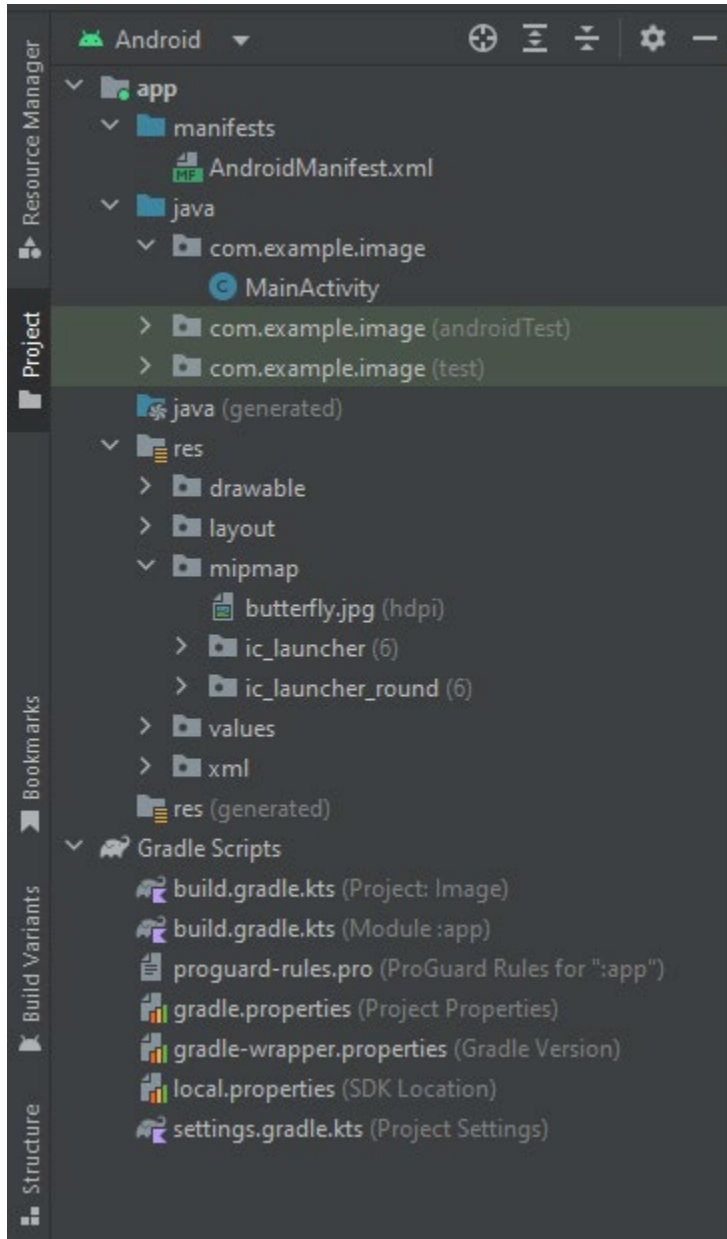 Android
app
manifests
AndroidManifest.xml
java
com.example.image
MainActivity
com.example.image (androidTest)
com.example.image (test)
java (generated)
res
drawable
layout
mipmap
butterfly.jpg (hdpi)
ic_launcher (6)
ic_launcher_round (6)
values
xml
res (generated)
Gradle Scripts
build.gradle.kts (Project: Image)
build.gradle.kts (Module :app)
proguard-rules.pro (ProGuard Rules for ":app")
gradle.properties (Project Properties)
gradle-wrapper.properties (Gradle Version)
local.properties (SDK Location)
settings.gradle.kts (Project Settings)
Resource Manager
Project
Bookmarks
Build Variants
Structure
MF
C